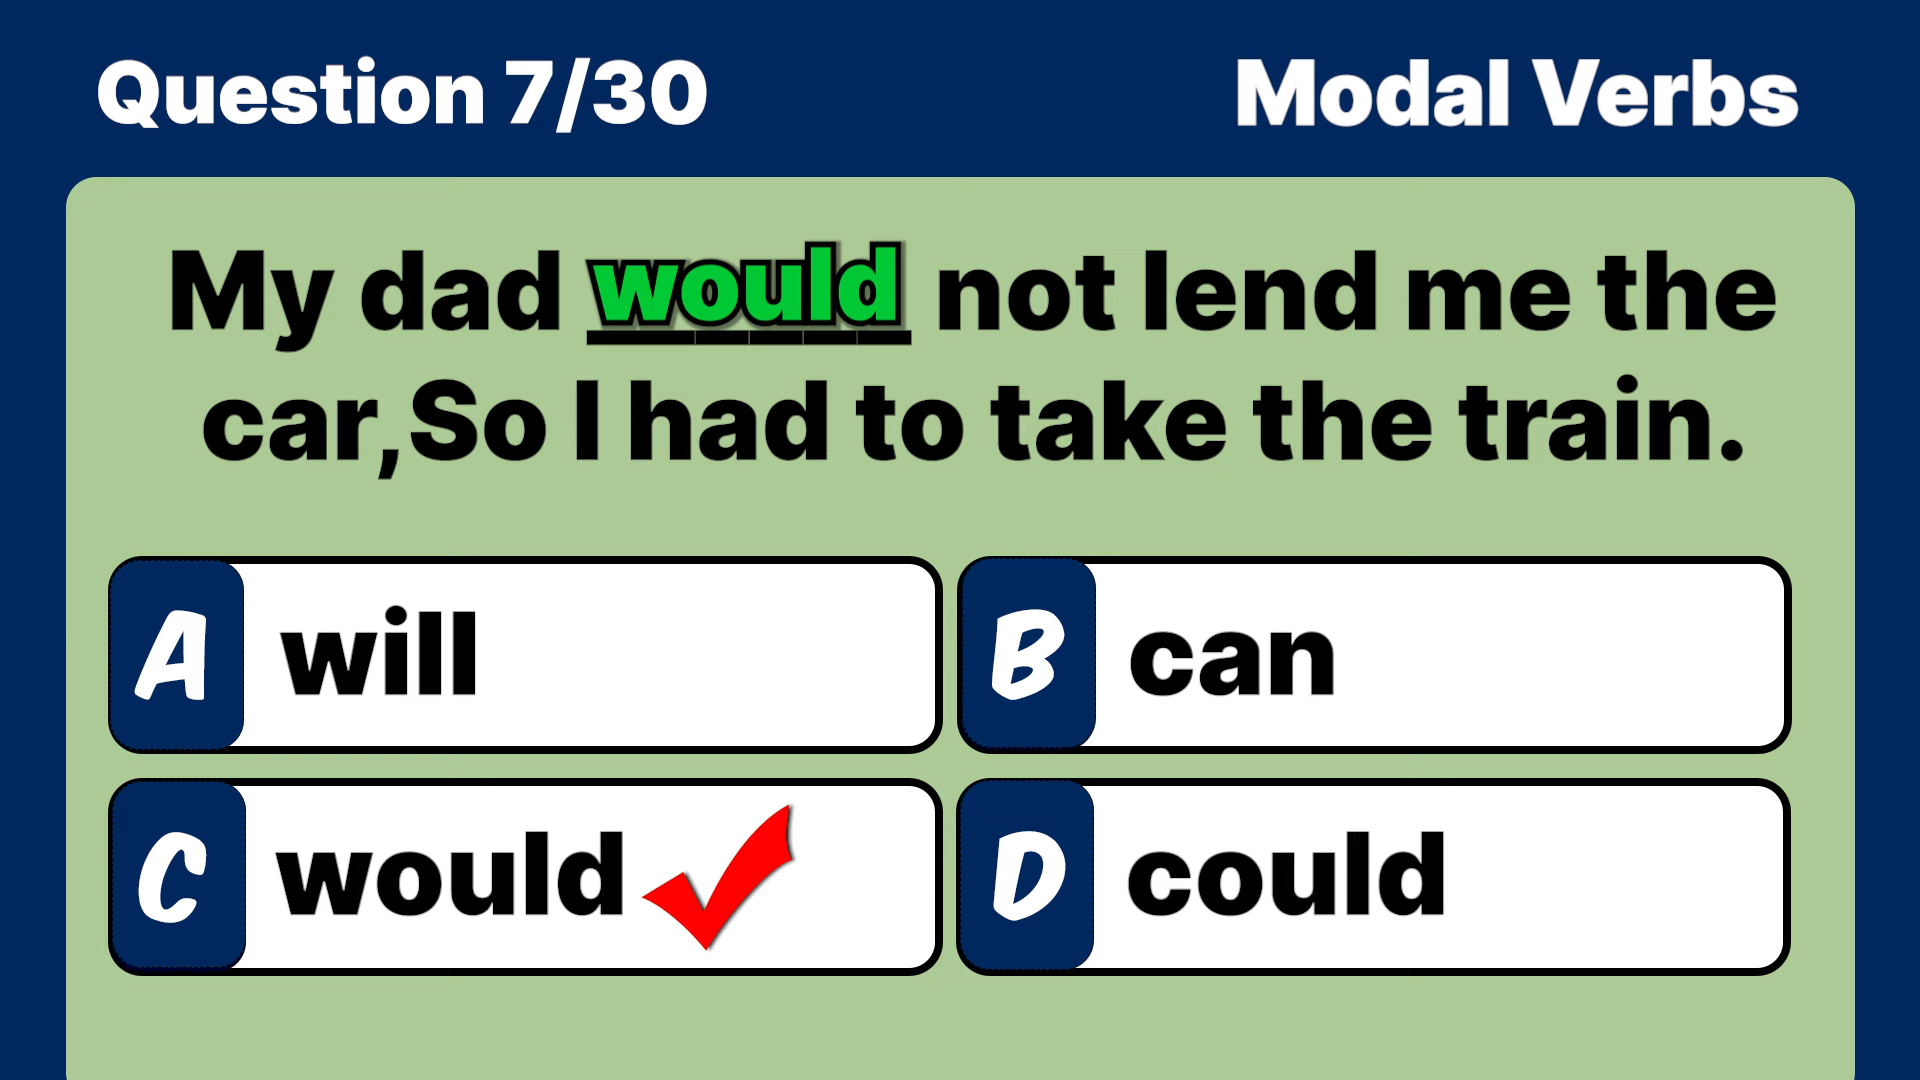 Question 7/30
Modal Verbs
My dad would not lend me the
car,So I had to take the train.
A will
B can
C would
D could